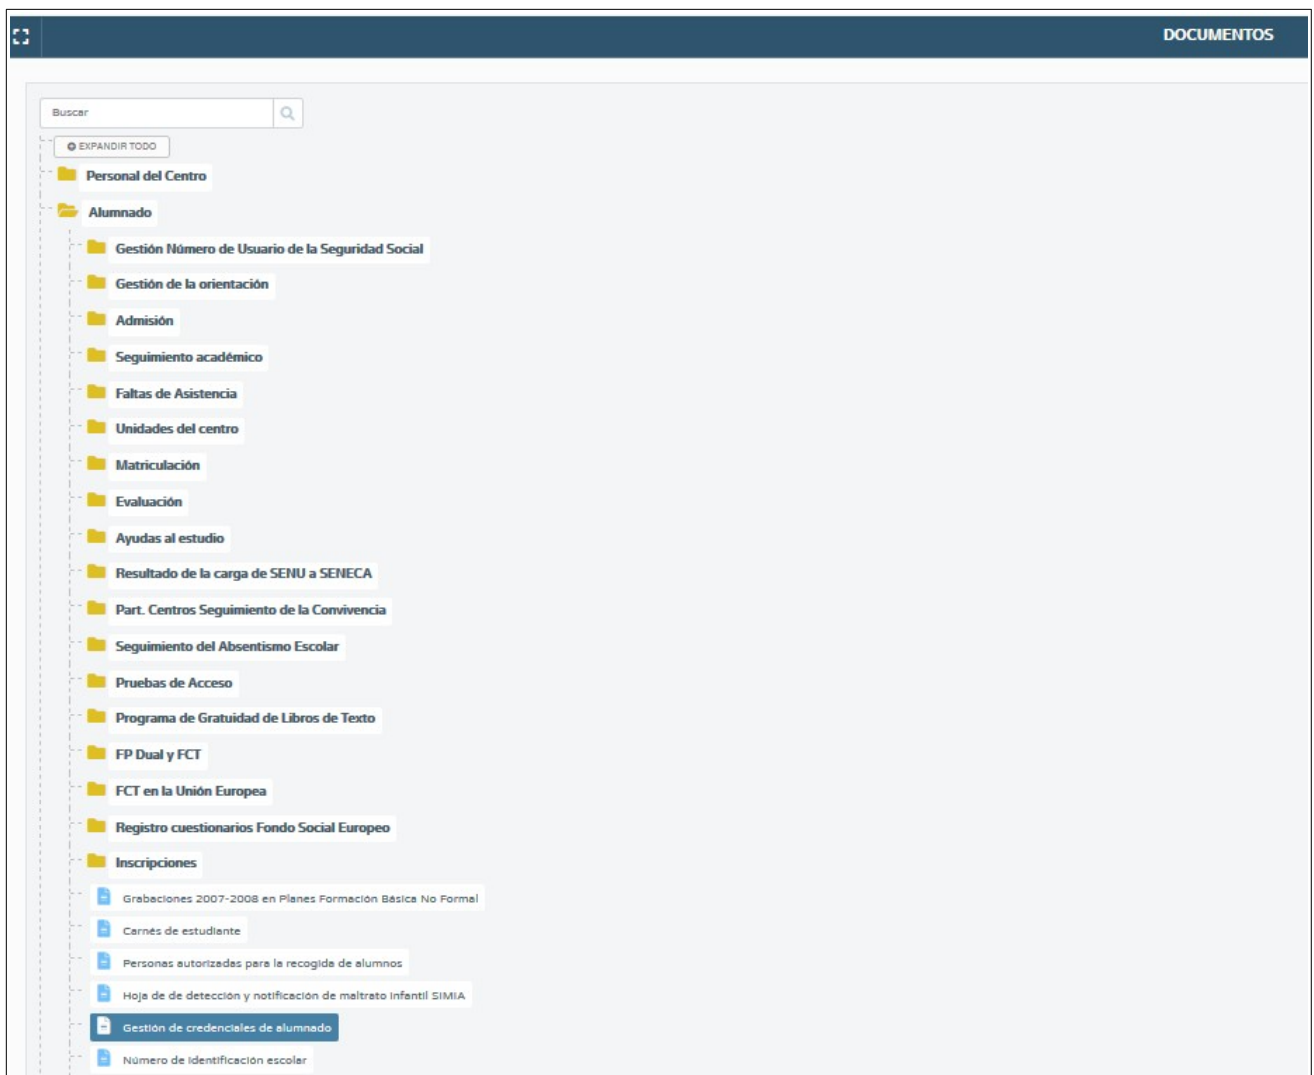 DOCUMENTOS
Buscar
EXPANDIR TODO
Personal del Centro
Alumnado
Gestión Número de Usuario de la Seguridad Social
Gestión de la orientación
Admisión
Seguimiento académico
Faltas de Asistencia
Unidades del centro
Matriculación
Evaluación
Ayudas al estudio
Resultado de la carga de SENU a SENECA
Part. Centros Seguimiento de la Convivencia
Seguimiento del Absentismo Escolar
Pruebas de Acceso
Programa de Gratuidad de Libros de Texto
FP Dual y FCT
FCT en la Unión Europea
Registro cuestionarios Fondo Social Europeo
Inscripciones
Grabaciones 2007-2008 en Planes Formación Básica No Formal
Carnés de estudiante
Personas autorizadas para la recogida de alumnos
Hoja de de detección y notificación de maltrato infantil SIMIA
Gestión de credenciales de alumnado
Número de identificación escolar